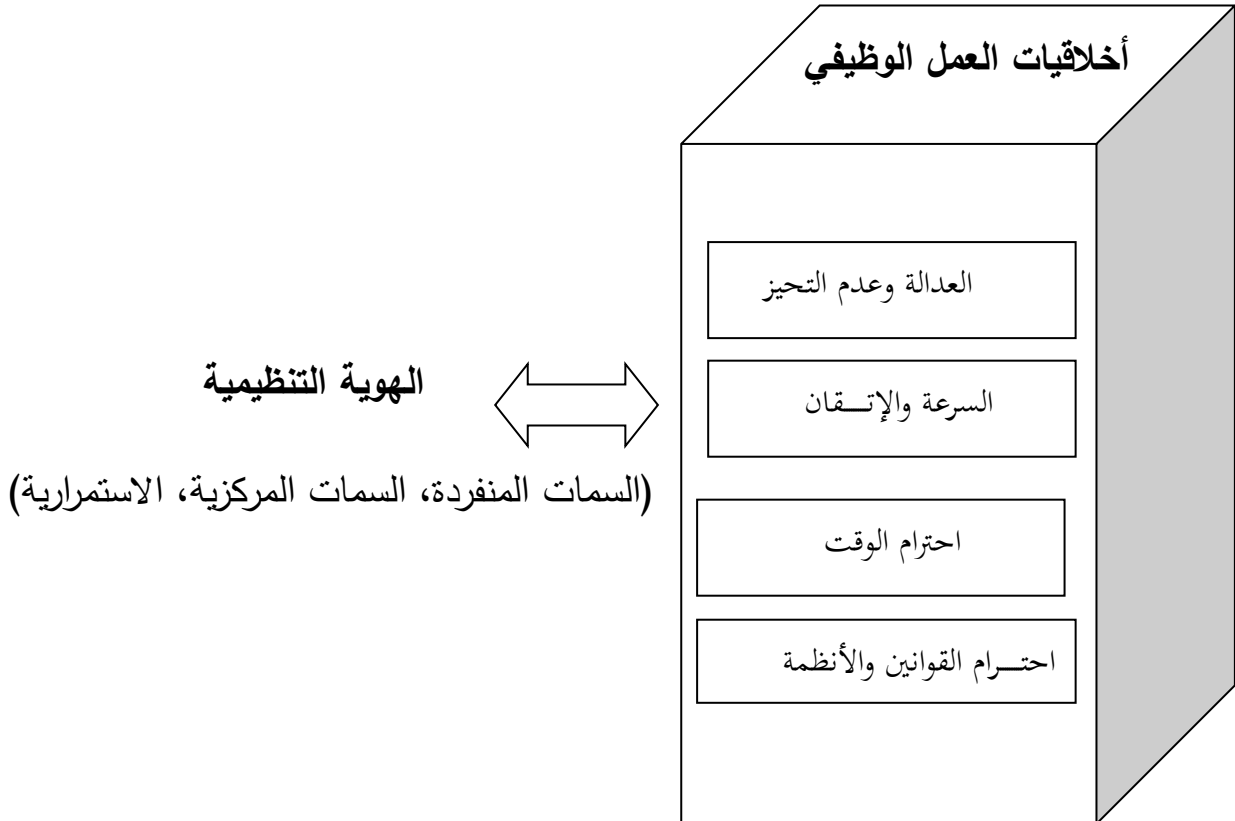 أخلاقيات العمل الوظيفي
العدالة وعدم التحيز
السرعة والإتـــقان
احترام الوقت
احتـــرام القوانين والأنظمة
الهوية التنظيمية
(السمات المنفردة، السمات المركزية، الاستمرارية)